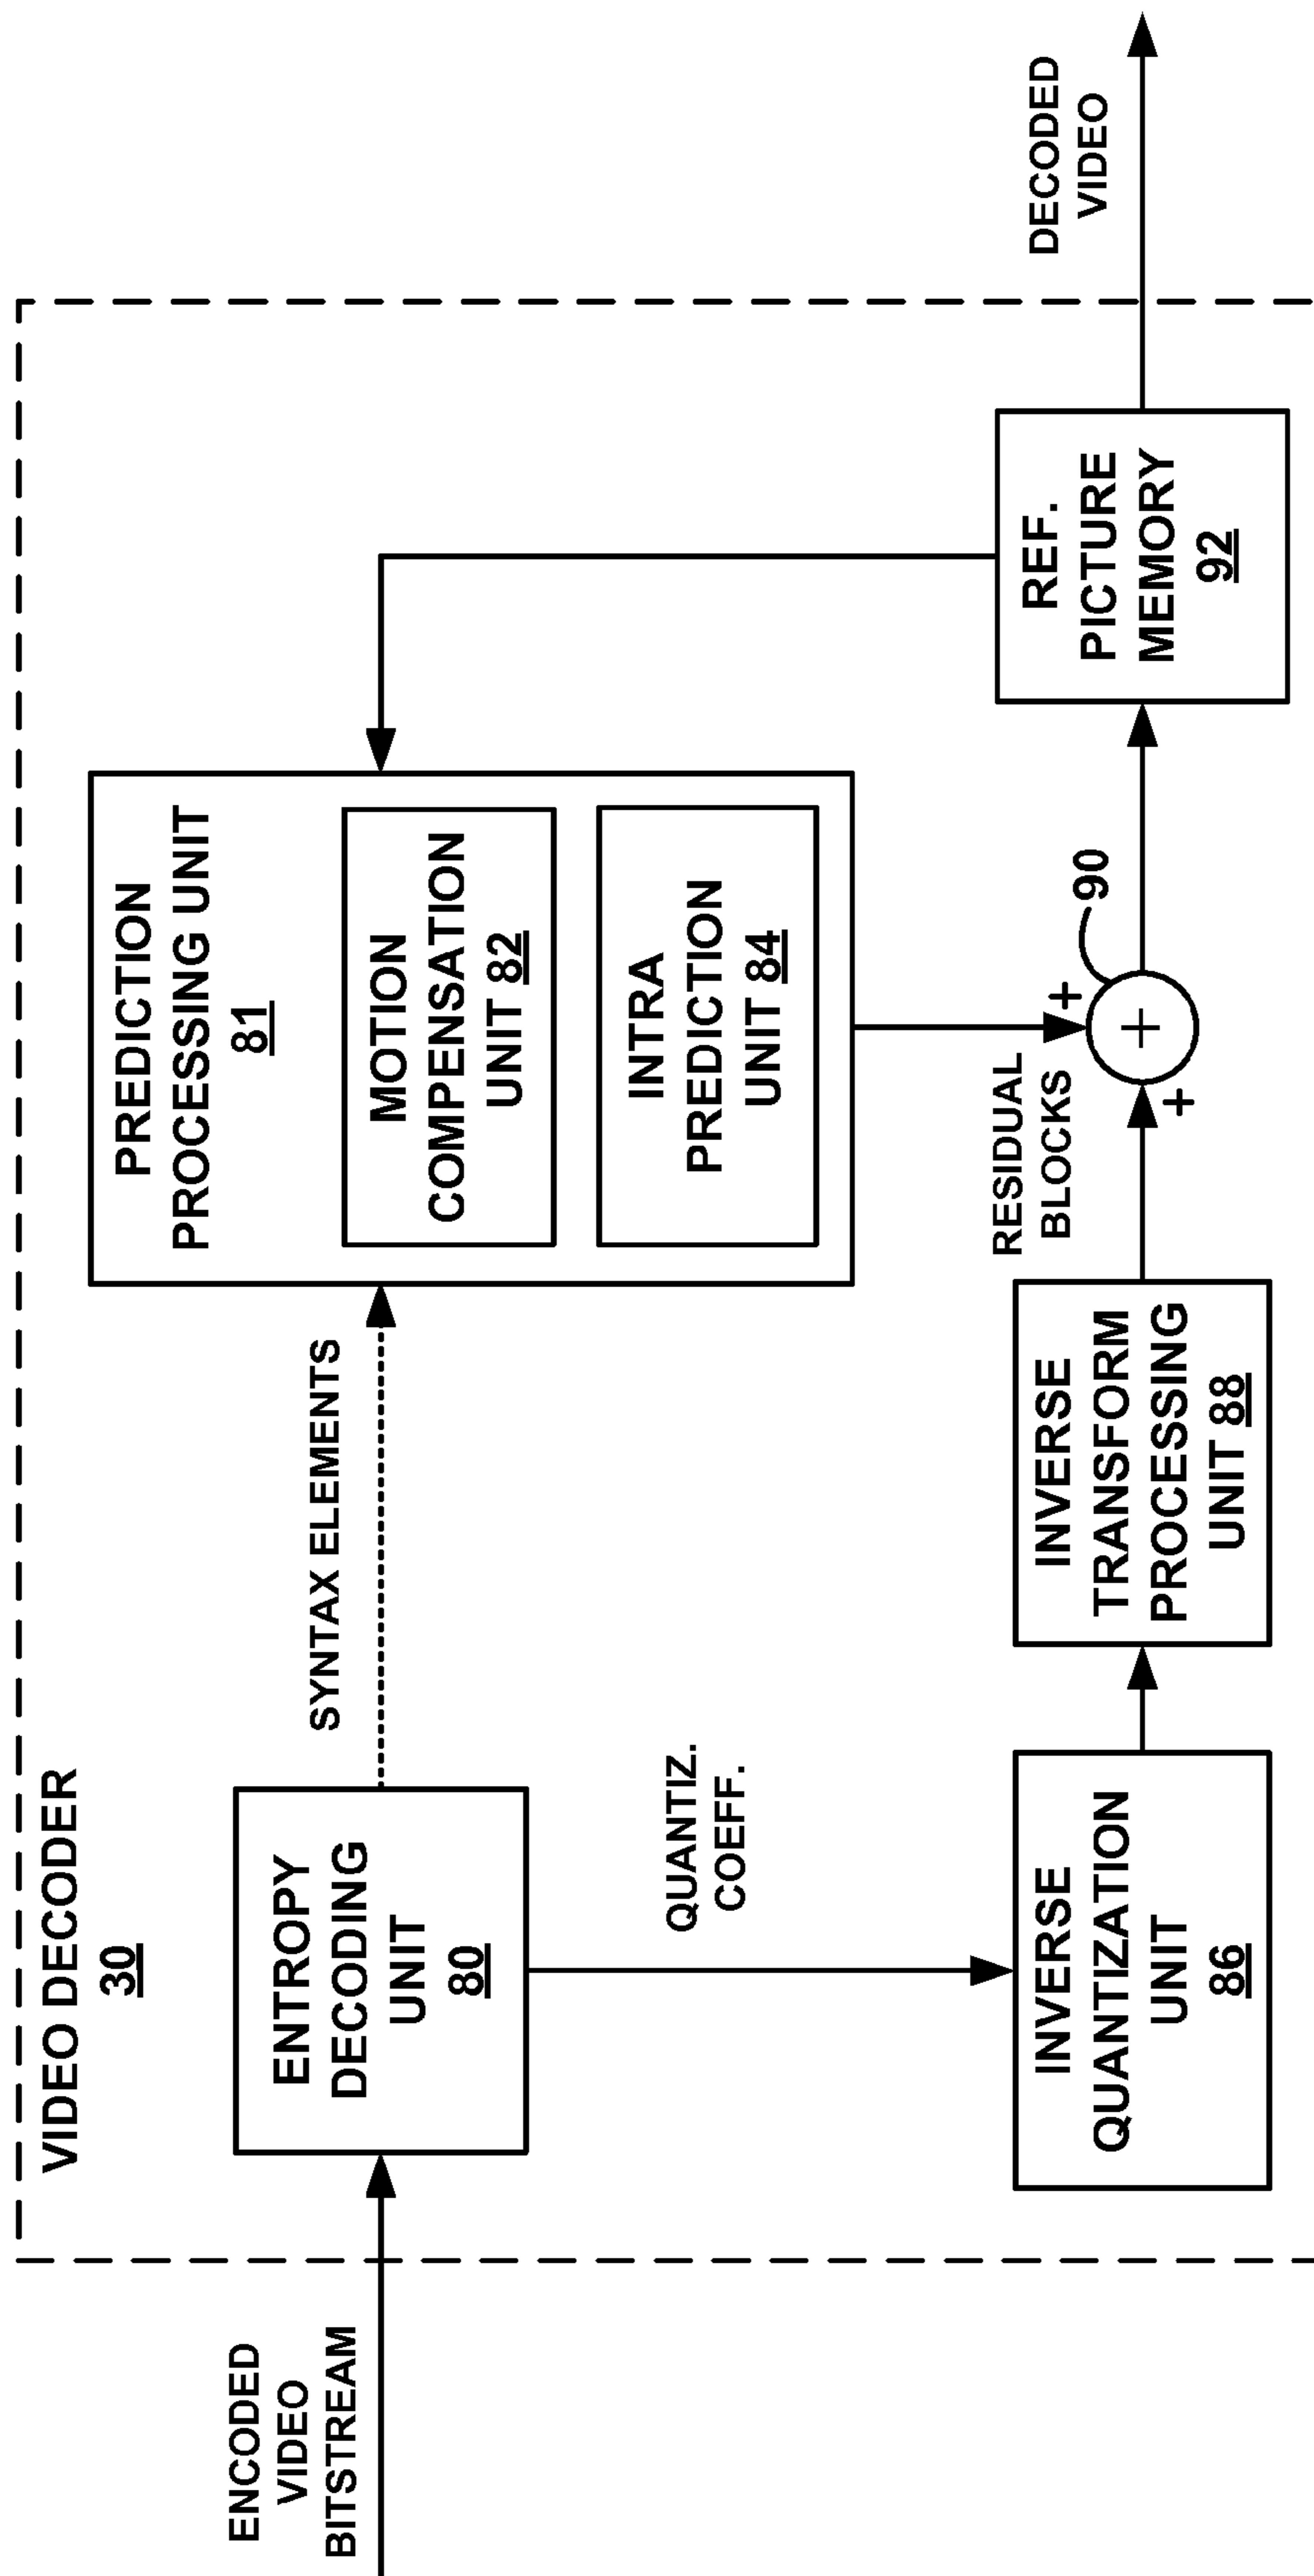 VIDEO DECODER
30
ENCODED
VIDEO
BITSTREAM
ENTROPY
DECODING
UNIT
80
SYNTAX ELEMENTS
PREDICTION
PROCESSING UNIT
81
MOTION
COMPENSATION
UNIT 82
INTRA
PREDICTION
UNIT 84
QUANTIZ.
COEFF.
INVERSE
QUANTIZATION
UNIT
86
INVERSE
TRANSFORM
PROCESSING
UNIT 88
RESIDUAL
BLOCKS
+
+
+
90
REF.
PICTURE
MEMORY
92
DECODED
VIDEO